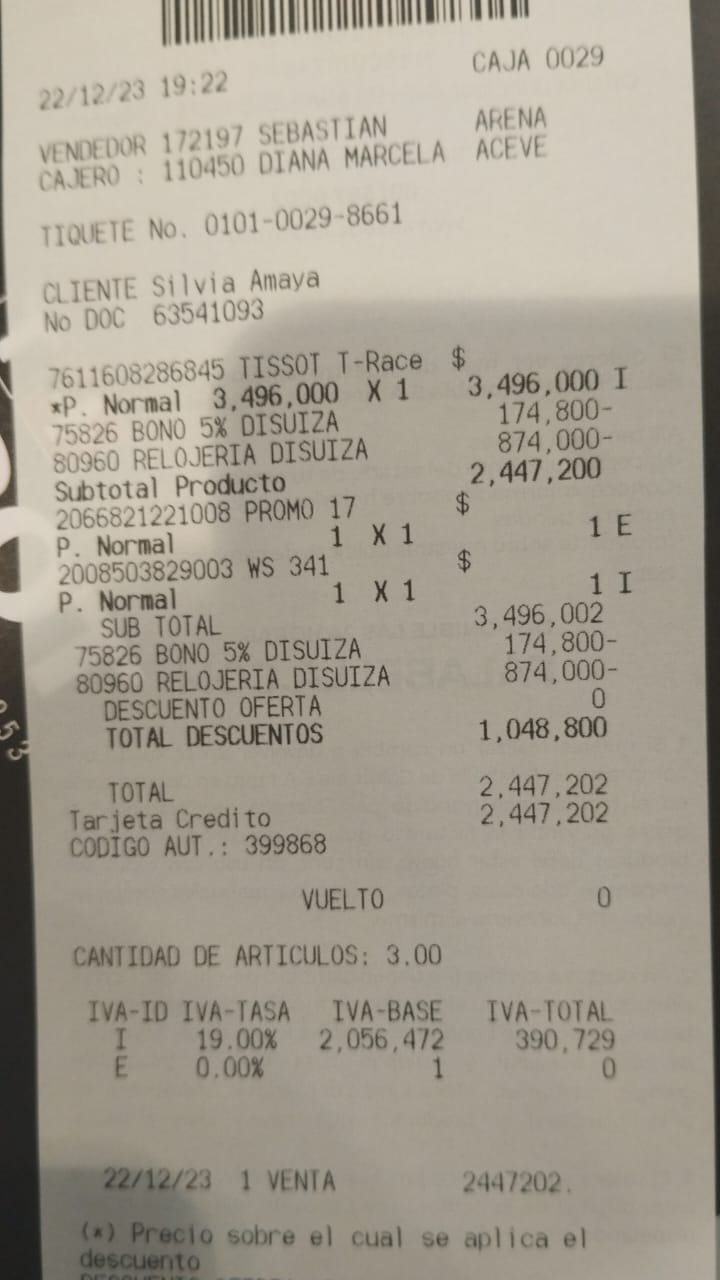 22/12/23 19:22 CAJA 0029
VENDEDOR 172197 SEBASTIAN ARENA
CAJERO : 110450 DIANA MARCELA ACEVE
TIQUETE No. 0101-0029-8661
CLIENTE Silvia Amaya
No DOC 63541093
7611608286845 TISSOT T-Race $
*P. Normal 3,496,000 X 1 3,496,000 I
75826 BONO 5% DISUIZA 174,800-
80960 RELOJERIA DISUIZA 874,000-
Subtotal Producto 2,447,200
2066821221008 PROMO 17 $
P. Normal 1 X 1 1 E
2008503829003 WS 341 $
P. Normal 1 X 1 1 I
SUB TOTAL 3,496,002
75826 BONO 5% DISUIZA 174,800-
80960 RELOJERIA DISUIZA 874,000-
DESCUENTO OFERTA 0
TOTAL DESCUENTOS 1,048,800
TOTAL 2,447,202
Tarjeta Credito 2,447,202
CODIGO AUT.: 399868
VUELTO 0
CANTIDAD DE ARTICULOS: 3.00
IVA-ID IVA-TASA IVA-BASE IVA-TOTAL
I 19.00% 2,056,472 390,729
E 0.00% 1 0
22/12/23 1 VENTA 2447202.
(*) Precio sobre el cual se aplica el
descuento